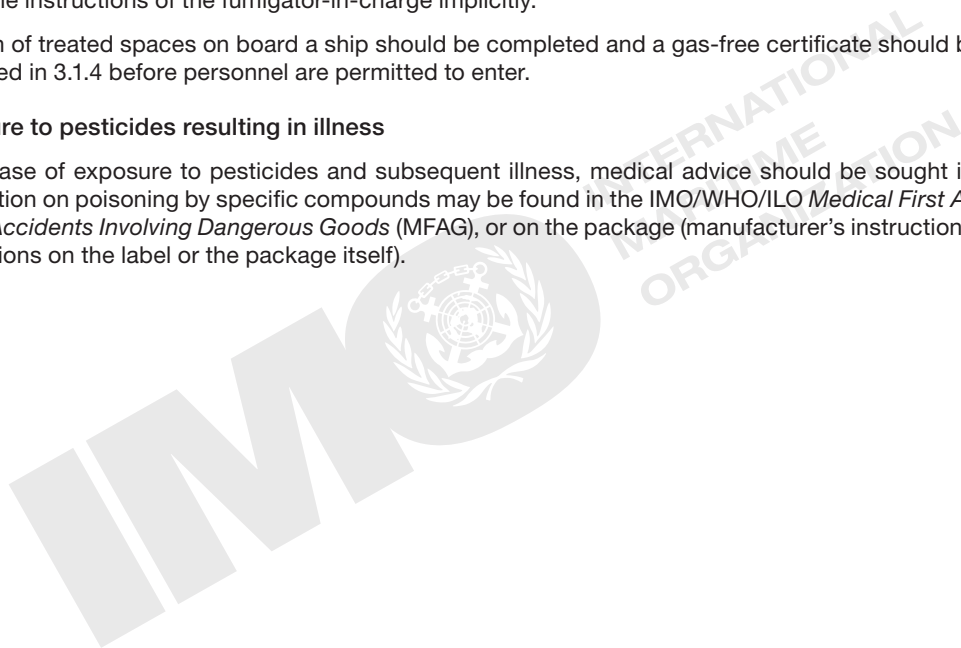 e instructions of the fumigator-in-charge implicitly.
of treated spaces on board a ship should be completed and a gas-free certificate should b
ed in 3.1.4 before personnel are permitted to enter.
re to pesticides resulting in illness
ase of exposure to pesticides and subsequent illness, medical advice should be sought i
tion on poisoning by specific compounds may be found in the IMO/WHO/ILO Medical First A
Accidents Involving Dangerous Goods (MFAG), or on the package (manufacturer's instruction
ions on the label or the package itself).
INTERNATIONAL
MARITIME
ORGANIZATION
IMO